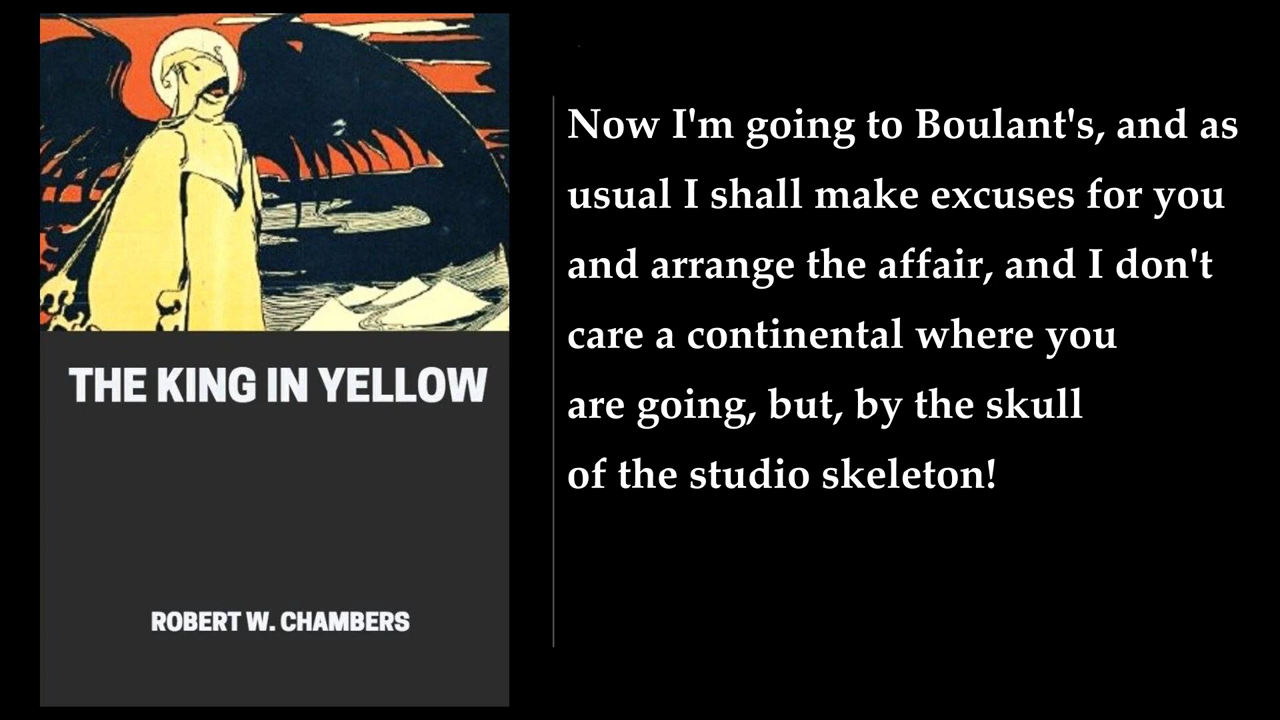 THE KING IN YELLOW
ROBERT W. CHAMBERS
Now I'm going to Boulant's, and as
usual I shall make excuses for you
and arrange the affair, and I don't
care a continental where you
are going, but, by the skull
of the studio skeleton!